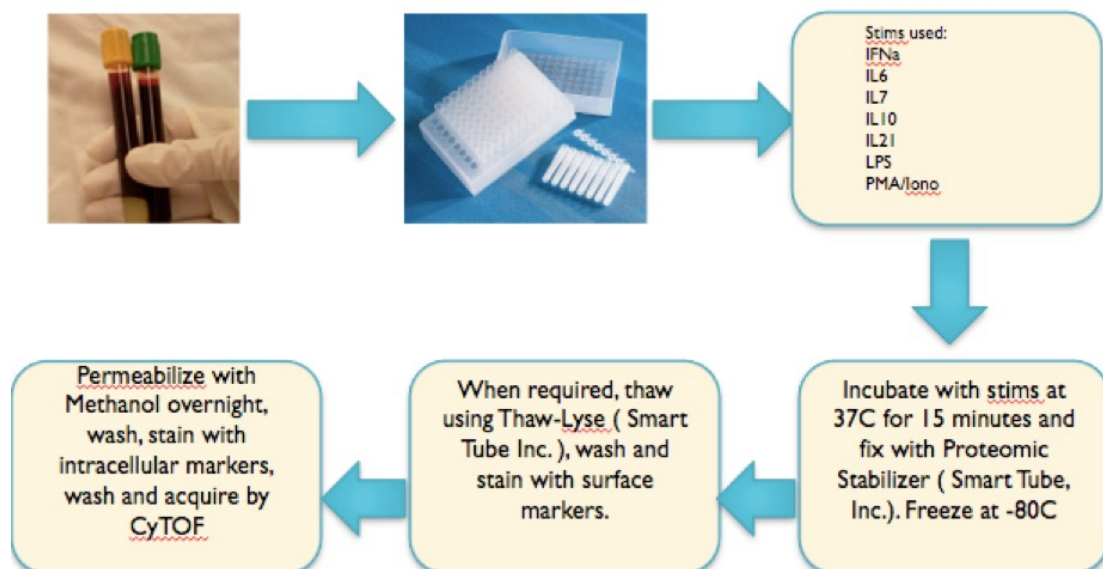 Stims used:
IFNa
IL6
IL7
IL10
IL21
LPS
PMA/Iono
Incubate with stims at
37C for 15 minutes and
fix with Proteomic
Stabilizer ( Smart Tube,
Inc.). Freeze at -80C
When required, thaw
using Thaw-Lyse ( Smart
Tube Inc. ), wash and
stain with surface
markers.
Permeabilize with
Methanol overnight,
wash, stain with
intracellular markers,
wash and acquire by
CyTOF